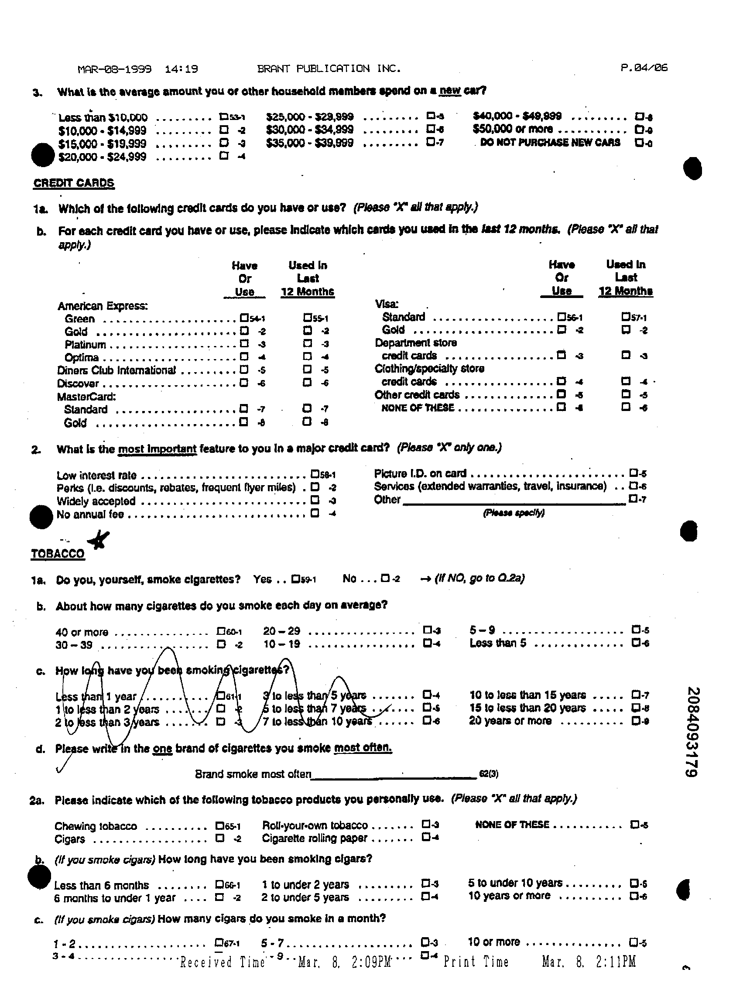 MAR-08-1999 14:19 BRANT PUBLICATION INC. P.04/06
3. What is the average amount you or other household members spend on a new car?
Less than $10,000 ......... □53-1 $25,000 - $29,999 ......... □-5 $40,000 - $49,999 ......... □-8
$10,000 - $14,999 ......... □ -2 $30,000 - $34,999 ......... □-6 $50,000 or more ........... □-9
$15,000 - $19,999 ......... □ -3 $35,000 - $39,999 ......... □-7 DO NOT PURCHASE NEW CARS □-0
$20,000 - $24,999 ......... □ -4
CREDIT CARDS
1a. Which of the following credit cards do you have or use? (Please "X" all that apply.)
b. For each credit card you have or use, please indicate which cards you used in the last 12 months. (Please "X" all that
apply.)
Have Used In Have Used In
Or Last Or Last
Use 12 Months Use 12 Months
American Express: Visa:
Green ....................... □54-1 □55-1 Standard ..................... □56-1 □57-1
Gold ....................... □ -2 □ -2 Gold ....................... □ -2 □ -2
Platinum ..................... □ -3 □ -3 Department store
Optima ...................... □ -4 □ -4 credit cards ................. □ -3 □ -3
Diners Club International ......... □ -5 □ -5 Clothing/specialty store
Discover ...................... □ -6 □ -6 credit cards ................. □ -4 □ -4
MasterCard: Other credit cards ............... □ -5 □ -5
Standard ..................... □ -7 □ -7 NONE OF THESE ............... □ -6 □ -6
Gold ....................... □ -8 □ -8
2. What is the most important feature to you in a major credit card? (Please "X" only one.)
Low interest rate ........................ □58-1 Picture I.D. on card ....................... □-5
Perks (i.e. discounts, rebates, frequent flyer miles) . □ -2 Services (extended warranties, travel, insurance) .. □-6
Widely accepted ......................... □ -3 Other ____________________ □-7
No annual fee ........................... □ -4 (Please specify)
TOBACCO
1a. Do you, yourself, smoke cigarettes? Yes .. □59-1 No ... □-2 → (If NO, go to Q.2a)
b. About how many cigarettes do you smoke each day on average?
40 or more ............... □60-1 20 – 29 ................. □-3 5 – 9 ................... □-5
30 – 39 .................. □ -2 10 – 19 ................. □-4 Less than 5 .............. □-6
c. How long have you been smoking cigarettes?
Less than 1 year .......... □61-1 3 to less than 5 years ....... □-4 10 to less than 15 years ..... □-7
1 to less than 2 years ...... □ -2 5 to less than 7 years ....... □-5 15 to less than 20 years .... □-8
2 to less than 3 years ...... □ -3 7 to less than 10 years ...... □-6 20 years or more .......... □-9
d. Please write in the one brand of cigarettes you smoke most often.
Brand smoke most often____________________ 62(3)
2a. Please indicate which of the following tobacco products you personally use. (Please "X" all that apply.)
Chewing tobacco .......... □65-1 Roll-your-own tobacco ....... □-3 NONE OF THESE ........... □-5
Cigars .................. □ -2 Cigarette rolling paper ....... □-4
b. (If you smoke cigars) How long have you been smoking cigars?
Less than 6 months ........ □66-1 1 to under 2 years ......... □-3 5 to under 10 years ......... □-5
6 months to under 1 year .... □ -2 2 to under 5 years ......... □-4 10 years or more .......... □-6
c. (If you smoke cigars) How many cigars do you smoke in a month?
1 - 2 ................... □67-1 5 - 7 .................... □-3 10 or more ............... □-5
3 - 4 ................. Received Time - 9 Mar. 8. 2:09PM .... □-4 Print Time Mar. 8. 2:11PM
2084093179